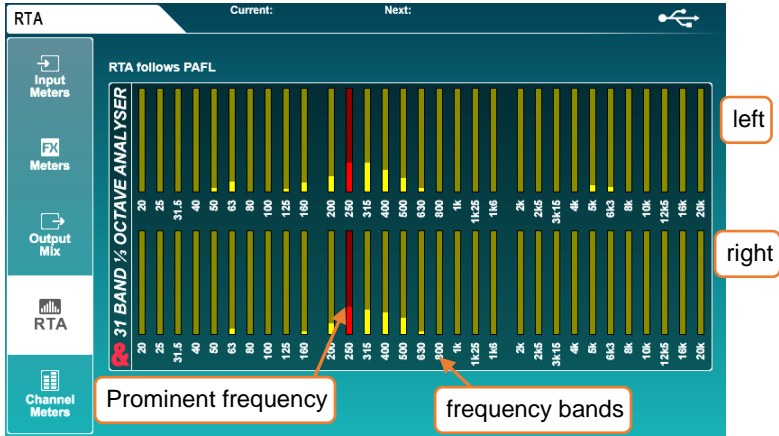 RTA
Current:
Next:
Input
Meters
FX
Meters
Output
Mix
RTA
Channel
Meters
RTA follows PAFL
& 31 BAND ⅓ OCTAVE ANALYSER
20 25 31.5 40 50 63 80 100 125 160 200 250 315 400 500 630 800 1k 1k25 1k6 2k 2k5 3k15 4k 5k 6k3 8k 10k 12k5 16k 20k
left
20 25 31.5 40 50 63 80 100 125 160 200 250 315 400 500 630 800 1k 1k25 1k6 2k 2k5 3k15 4k 5k 6k3 8k 10k 12k5 16k 20k
right
Prominent frequency
frequency bands